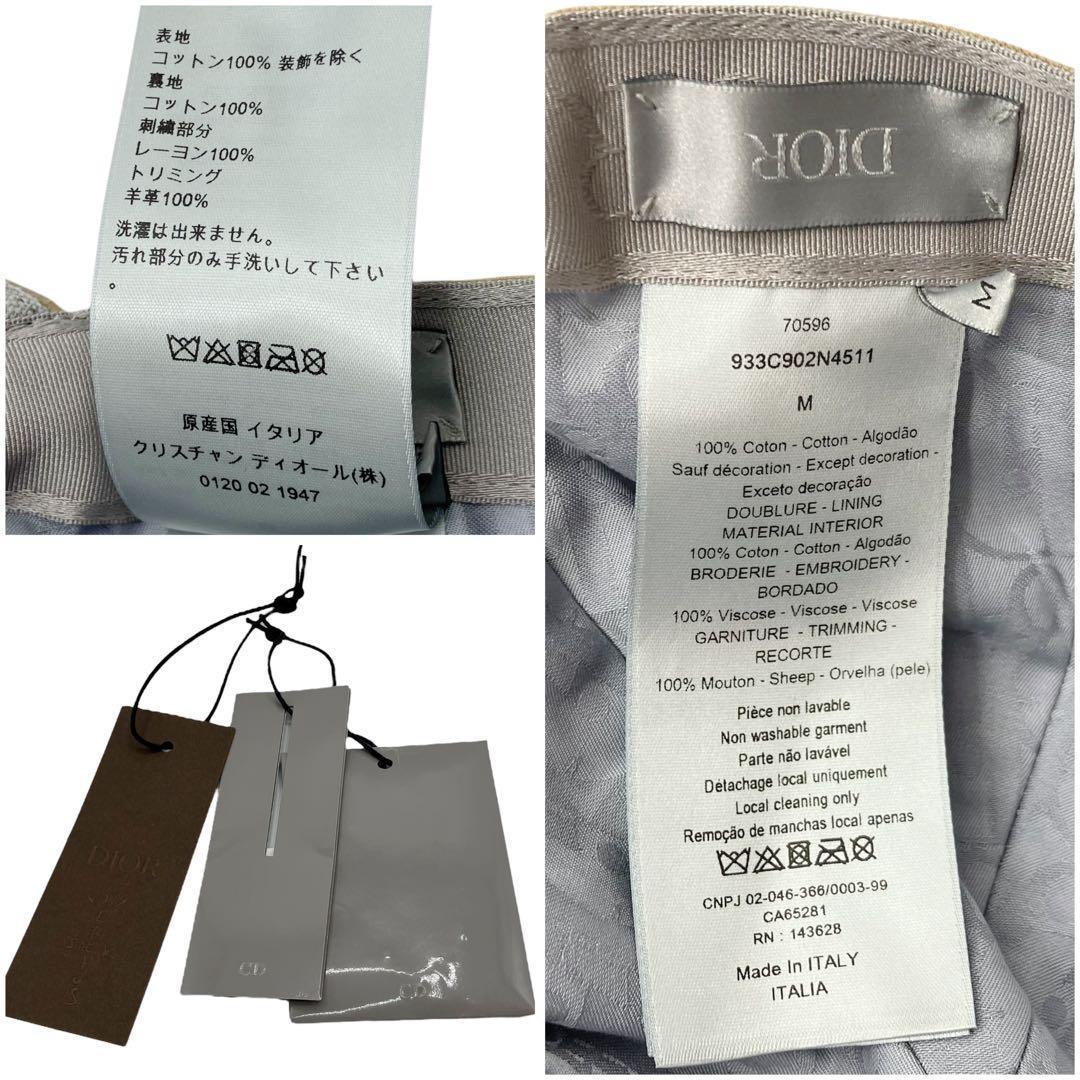 表地
コットン100% 装飾を除く
裏地
コットン100%
刺繍部分
レーヨン100%
トリミング
羊革100%
洗濯は出来ません。
汚れ部分のみ手洗いして下さい
。
原産国 イタリア
クリスチャン ディオール(株)
0120 02 1947
DIOR
M
70596
933C902N4511
M
100% Coton - Cotton - Algodão
Sauf décoration - Except decoration -
Exceto decoração
DOUBLURE - LINING
MATERIAL INTERIOR
100% Coton - Cotton - Algodão
BRODERIE - EMBROIDERY -
BORDADO
100% Viscose - Viscose - Viscose
GARNITURE - TRIMMING -
RECORTE
100% Mouton - Sheep - Orvelha (pele)
Pièce non lavable
Non washable garment
Parte não lavável
Détachage local uniquement
Local cleaning only
Remoção de manchas local apenas
CNPJ 02-046-366/0003-99
CA65281
RN : 143628
Made In ITALY
ITALIA
DIOR
CD
CD